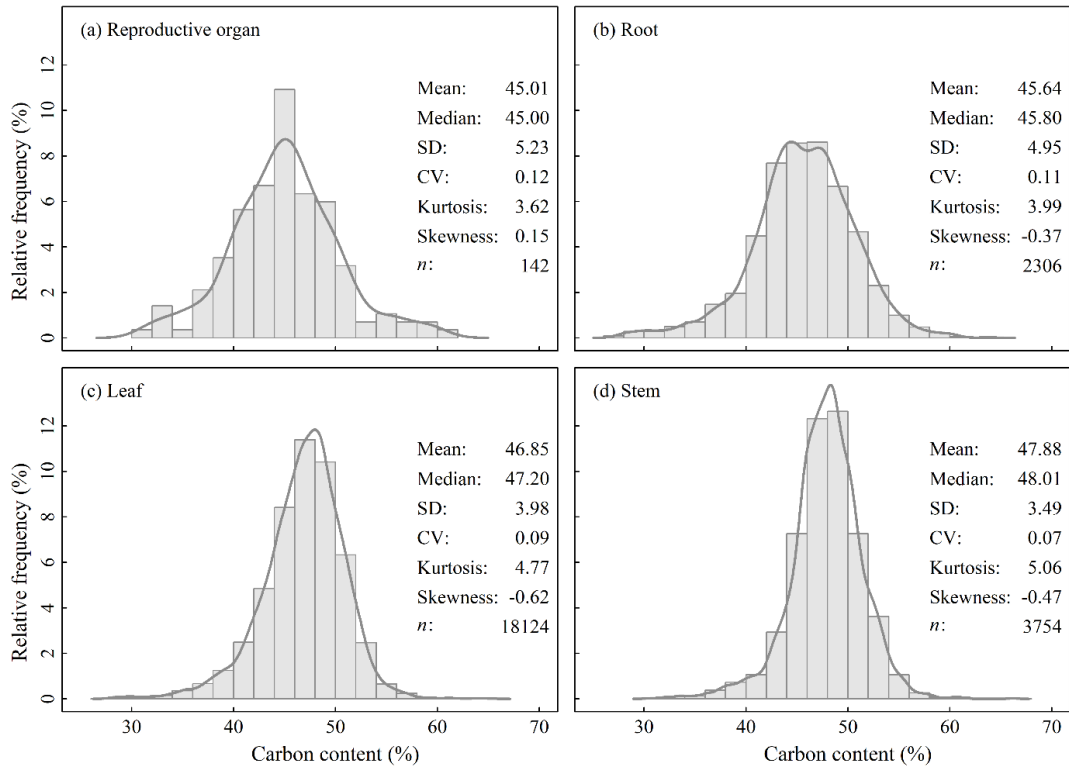 (a) Reproductive organ
Relative frequency (%)
12
10
8
6
4
2
0
Mean: 45.01
Median: 45.00
SD: 5.23
CV: 0.12
Kurtosis: 3.62
Skewness: 0.15
n: 142
(b) Root
Mean: 45.64
Median: 45.80
SD: 4.95
CV: 0.11
Kurtosis: 3.99
Skewness: -0.37
n: 2306
(c) Leaf
Relative frequency (%)
12
10
8
6
4
2
0
Mean: 46.85
Median: 47.20
SD: 3.98
CV: 0.09
Kurtosis: 4.77
Skewness: -0.62
n: 18124
30 40 50 60 70
Carbon content (%)
(d) Stem
Mean: 47.88
Median: 48.01
SD: 3.49
CV: 0.07
Kurtosis: 5.06
Skewness: -0.47
n: 3754
30 40 50 60 70
Carbon content (%)